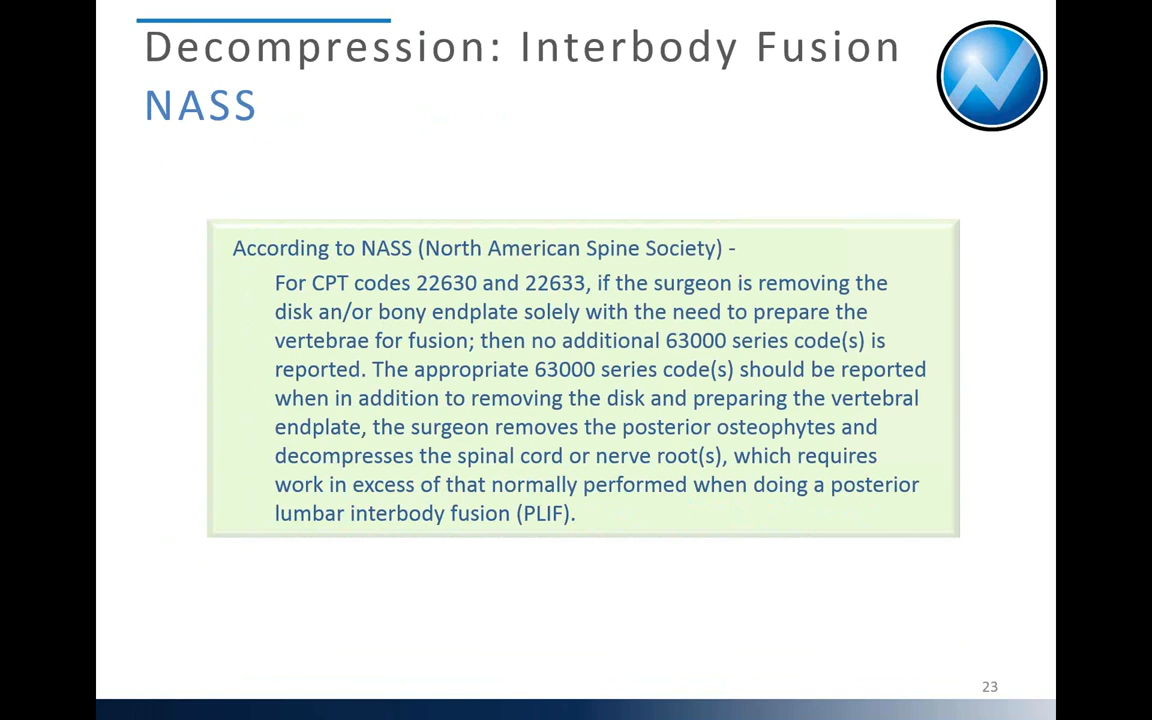 Decompression: Interbody Fusion
NASS
According to NASS (North American Spine Society) -
For CPT codes 22630 and 22633, if the surgeon is removing the
disk an/or bony endplate solely with the need to prepare the
vertebrae for fusion; then no additional 63000 series code(s) is
reported. The appropriate 63000 series code(s) should be reported
when in addition to removing the disk and preparing the vertebral
endplate, the surgeon removes the posterior osteophytes and
decompresses the spinal cord or nerve root(s), which requires
work in excess of that normally performed when doing a posterior
lumbar interbody fusion (PLIF).
23